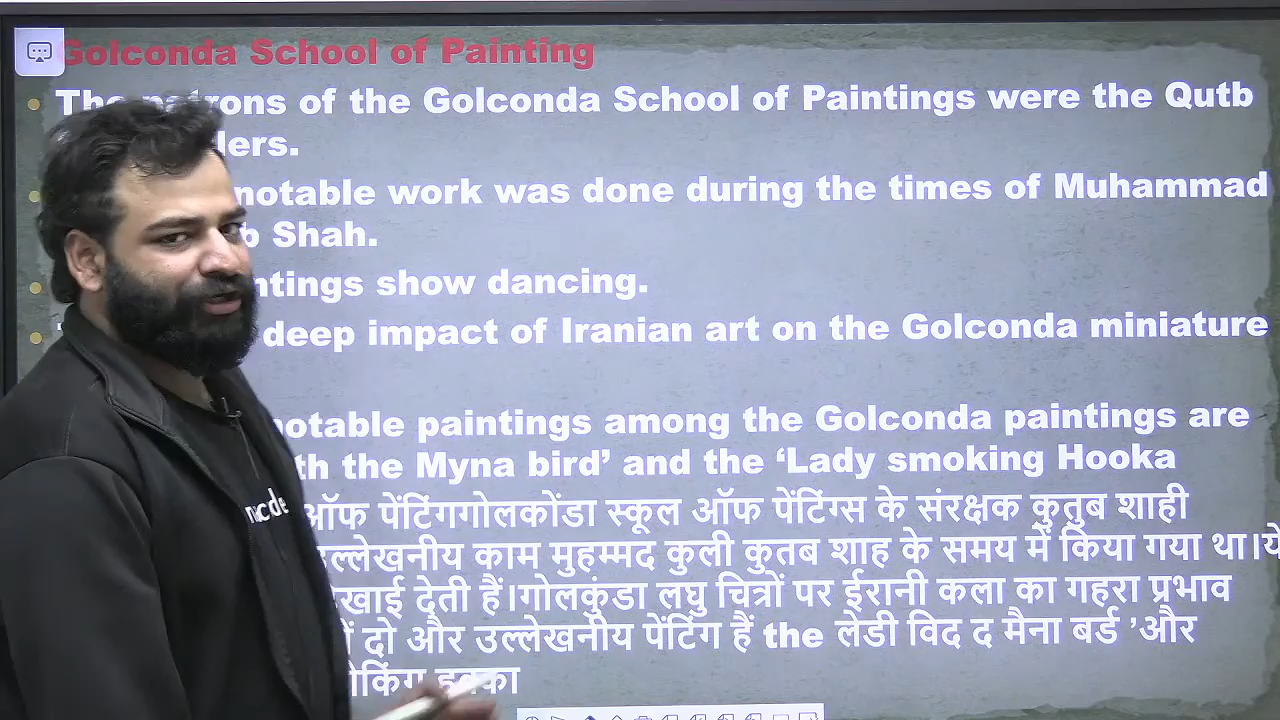 Golconda School of Painting
The patrons of the Golconda School of Paintings were the Qutb
lers.
notable work was done during the times of Muhammad
b Shah.
ntings show dancing.
deep impact of Iranian art on the Golconda miniature
notable paintings among the Golconda paintings are
th the Myna bird’ and the ‘Lady smoking Hooka
ऑफ पेंटिंगगोलकोंडा स्कूल ऑफ पेंटिंग्स के संरक्षक कुतुब शाही
उल्लेखनीय काम मुहम्मद कुली कुतब शाह के समय में किया गया था।ये
खाई देती हैं।गोलकुंडा लघु चित्रों पर ईरानी कला का गहरा प्रभाव
में दो और उल्लेखनीय पेंटिंग हैं the लेडी विद द मैना बर्ड ’और
ोकिंग हुक्का